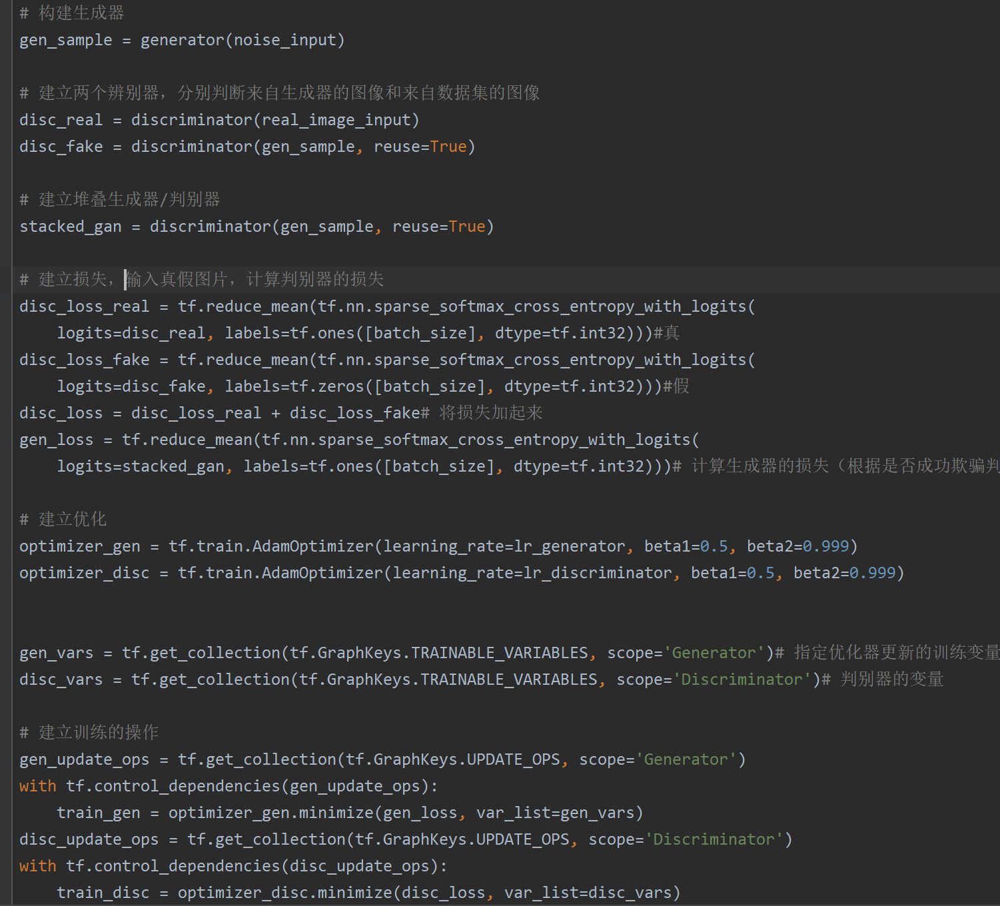 # 构建生成器
gen_sample = generator(noise_input)
# 建立两个辨别器，分别判断来自生成器的图像和来自数据集的图像
disc_real = discriminator(real_image_input)
disc_fake = discriminator(gen_sample, reuse=True)
# 建立堆叠生成器/判别器
stacked_gan = discriminator(gen_sample, reuse=True)
# 建立损失，输入真假图片，计算判别器的损失
disc_loss_real = tf.reduce_mean(tf.nn.sparse_softmax_cross_entropy_with_logits(
    logits=disc_real, labels=tf.ones([batch_size], dtype=tf.int32)))#真
disc_loss_fake = tf.reduce_mean(tf.nn.sparse_softmax_cross_entropy_with_logits(
    logits=disc_fake, labels=tf.zeros([batch_size], dtype=tf.int32)))#假
disc_loss = disc_loss_real + disc_loss_fake# 将损失加起来
gen_loss = tf.reduce_mean(tf.nn.sparse_softmax_cross_entropy_with_logits(
    logits=stacked_gan, labels=tf.ones([batch_size], dtype=tf.int32)))# 计算生成器的损失（根据是否成功欺骗判
# 建立优化
optimizer_gen = tf.train.AdamOptimizer(learning_rate=lr_generator, beta1=0.5, beta2=0.999)
optimizer_disc = tf.train.AdamOptimizer(learning_rate=lr_discriminator, beta1=0.5, beta2=0.999)
gen_vars = tf.get_collection(tf.GraphKeys.TRAINABLE_VARIABLES, scope='Generator')# 指定优化器更新的训练变量
disc_vars = tf.get_collection(tf.GraphKeys.TRAINABLE_VARIABLES, scope='Discriminator')# 判别器的变量
# 建立训练的操作
gen_update_ops = tf.get_collection(tf.GraphKeys.UPDATE_OPS, scope='Generator')
with tf.control_dependencies(gen_update_ops):
    train_gen = optimizer_gen.minimize(gen_loss, var_list=gen_vars)
disc_update_ops = tf.get_collection(tf.GraphKeys.UPDATE_OPS, scope='Discriminator')
with tf.control_dependencies(disc_update_ops):
    train_disc = optimizer_disc.minimize(disc_loss, var_list=disc_vars)